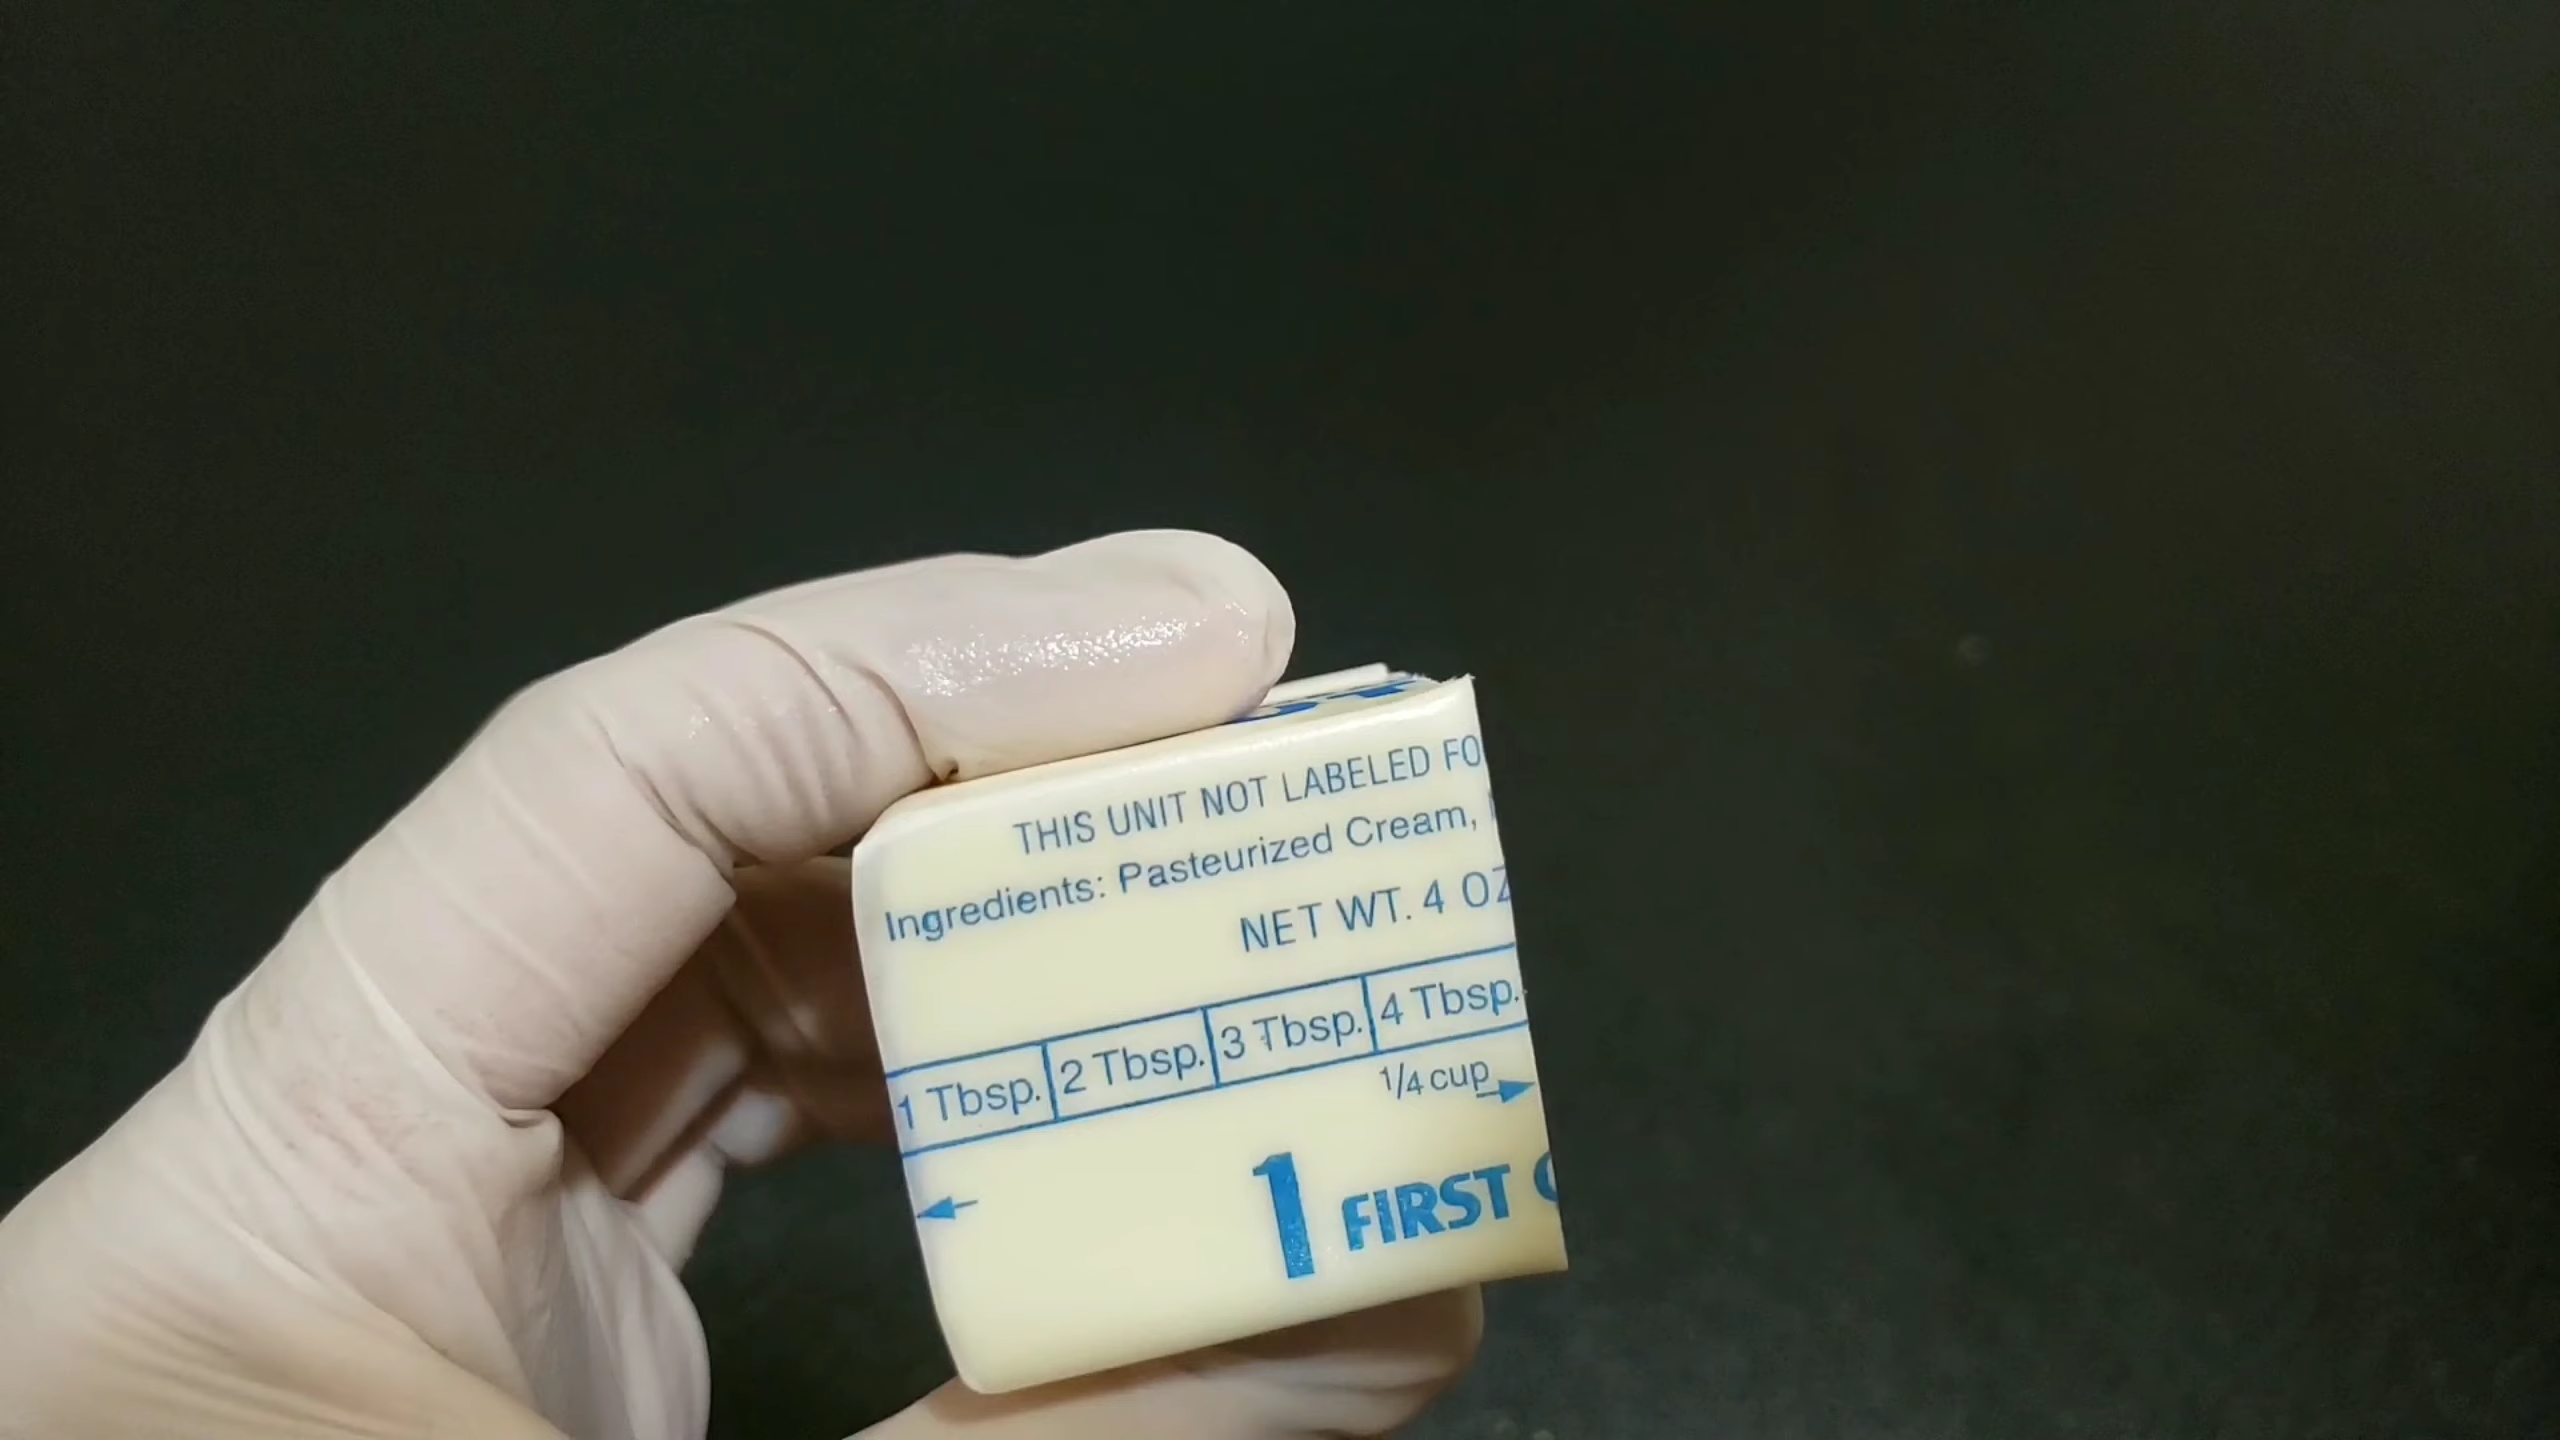 THIS UNIT NOT LABELED FO
Ingredients: Pasteurized Cream,
NET WT. 4 OZ
1 Tbsp. 2 Tbsp. 3 Tbsp. 4 Tbsp.
1/4 cup
1 FIRST